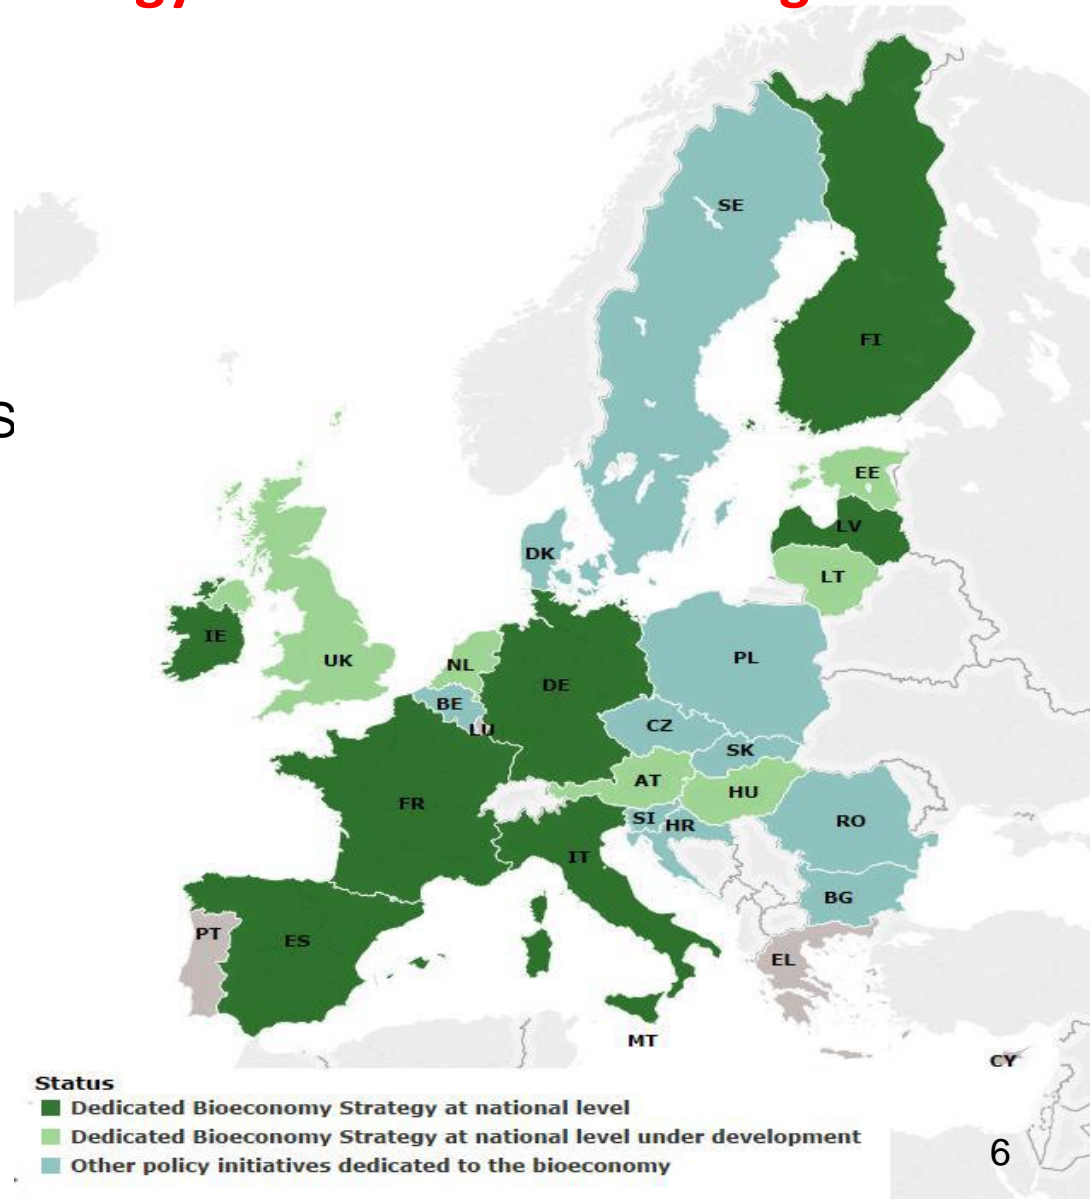 SE
FI
S
EE
LV
DK
LT
IE
UK
NL
PL
DE
BE
CZ
LU
SK
AT
HU
FR
SI
HR
RO
IT
BG
PT
ES
EL
MT
CY
Status
Dedicated Bioeconomy Strategy at national level
Dedicated Bioeconomy Strategy at national level under development
Other policy initiatives dedicated to the bioeconomy
6